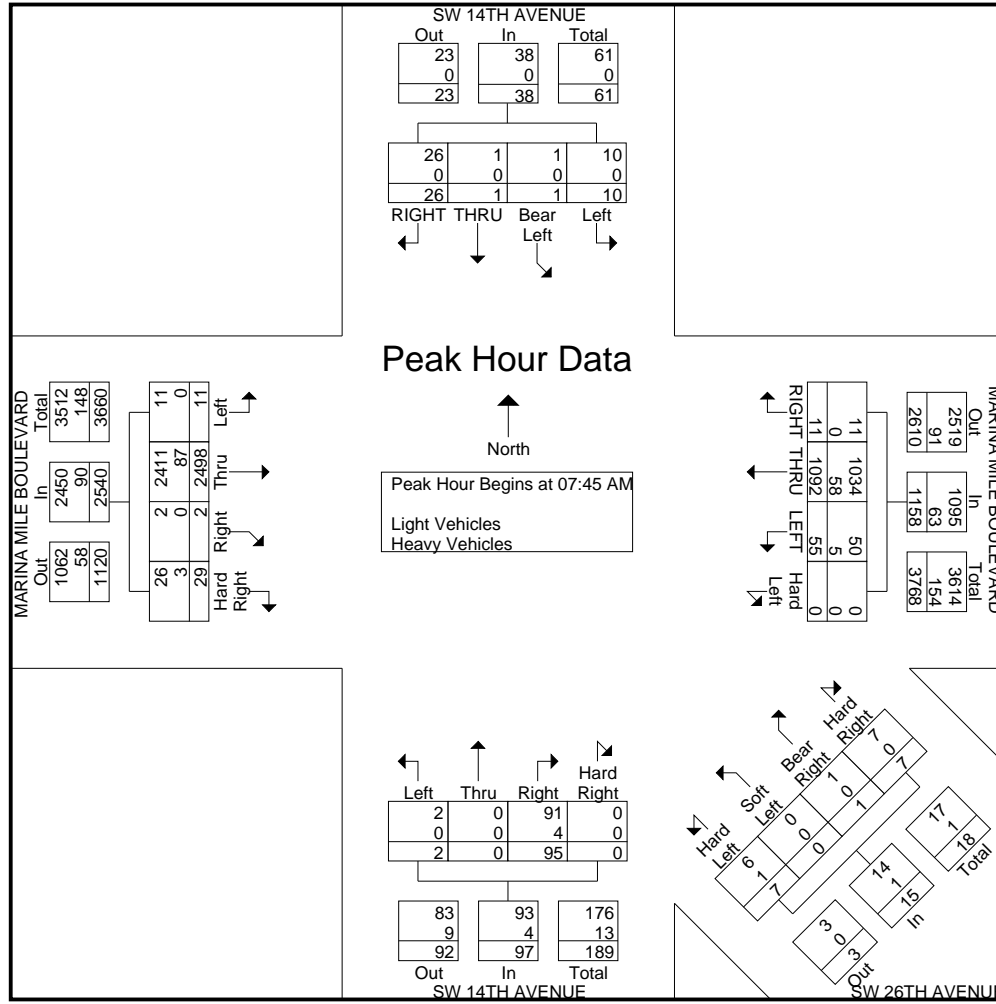 SW 14TH AVENUE
Out In Total
23 38 61
0 0 0
23 38 61
26 1 1 10
0 0 0 0
26 1 1 10
RIGHT THRU Bear Left
Left
Peak Hour Data
North
Peak Hour Begins at 07:45 AM
Light Vehicles
Heavy Vehicles
MARINA MILE BOULEVARD
Out In Total
1062 2450 3512
58 90 148
1120 2540 3660
26 2 2411 11
3 0 87 0
29 2 2498 11
Hard Right Thru Left
Right
MARINA MILE BOULEVARD
Out In Total
2519 1095 3614
91 63 154
2610 1158 3768
11 1034 50 0
0 58 5 0
11 1092 55 0
RIGHT THRU LEFT Hard
Left
Hard
Left Thru Right Right
2 0 91 0
0 0 4 0
2 0 95 0
83 93 176
9 4 13
92 97 189
Out In Total
SW 14TH AVENUE
Hard Soft Bear Hard
Left Left Right Right
6 0 1 7
1 0 0 0
7 0 1 7
3 14 17
0 1 1
3 15 18
Out In Total
SW 26TH AVENUE